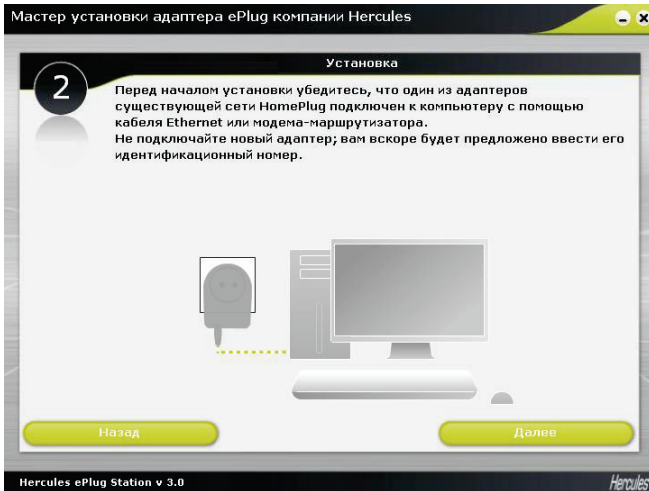 Мастер установки адаптера ePlug компании Hercules
Установка
2
Перед началом установки убедитесь, что один из адаптеров
существующей сети HomePlug подключен к компьютеру с помощью
кабеля Ethernet или модема-маршрутизатора.
Не подключайте новый адаптер; вам вскоре будет предложено ввести его
идентификационный номер.
Назад
Далее
Hercules ePlug Station v 3.0
Hercules